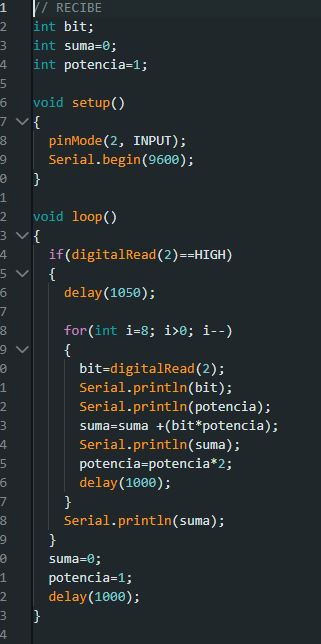 1 // RECIBE
2 int bit;
3 int suma=0;
4 int potencia=1;
5
6 void setup()
7 {
8 pinMode(2, INPUT);
9 Serial.begin(9600);
0 }
1
2 void loop()
3 {
4 if(digitalRead(2)==HIGH)
5 {
6 delay(1050);
7
8 for(int i=8; i>0; i--)
9 {
0 bit=digitalRead(2);
1 Serial.println(bit);
2 Serial.println(potencia);
3 suma=suma +(bit*potencia);
4 Serial.println(suma);
5 potencia=potencia*2;
6 delay(1000);
7 }
8 Serial.println(suma);
9 }
0 suma=0;
1 potencia=1;
2 delay(1000);
3 }
4